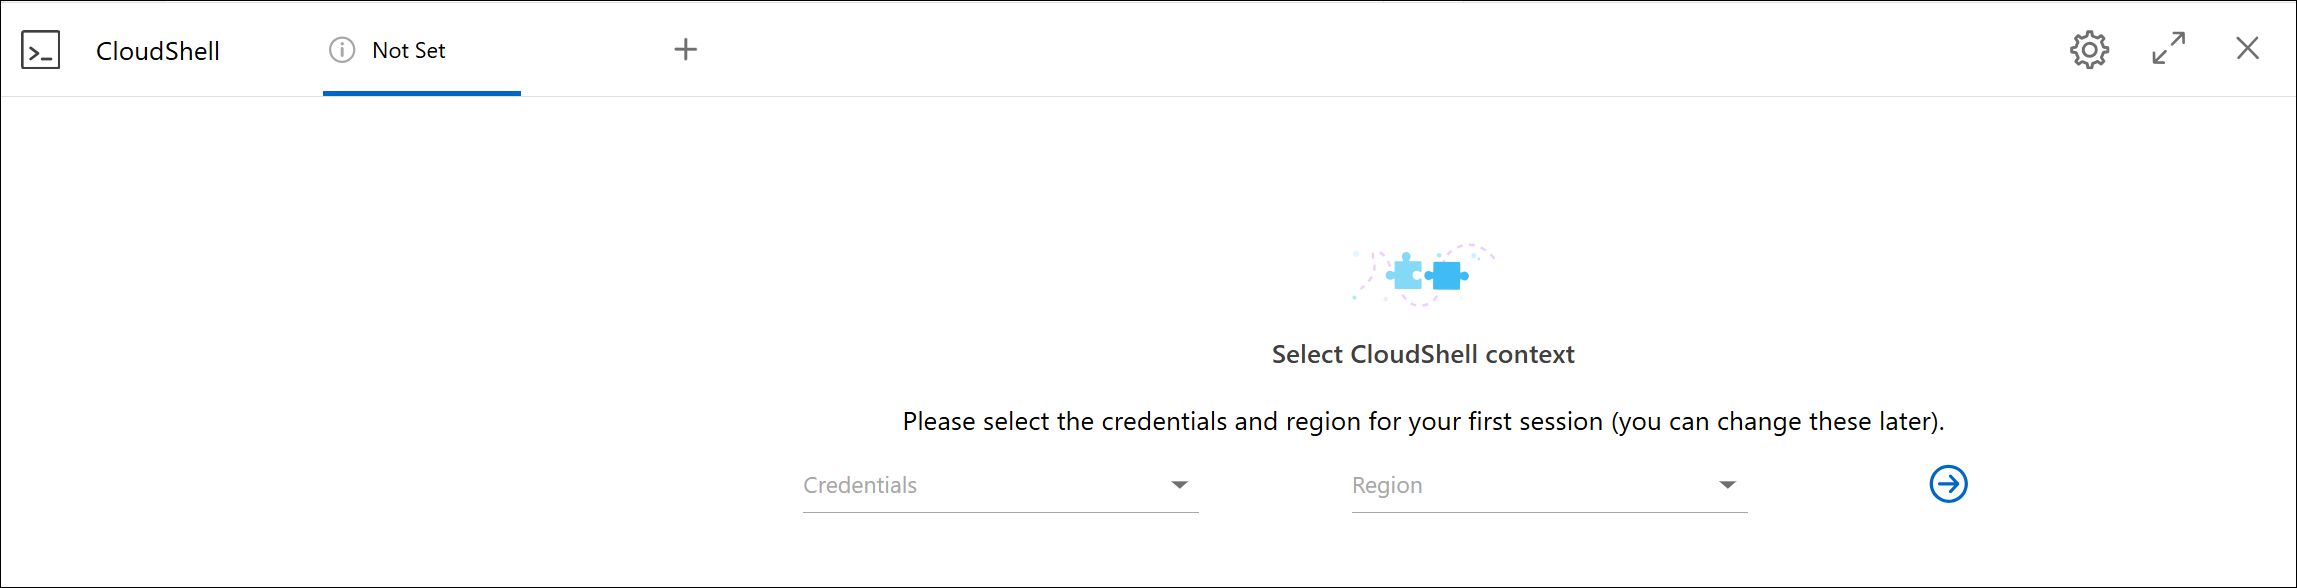 CloudShell
Not Set
Select CloudShell context
Please select the credentials and region for your first session (you can change these later).
Credentials
Region